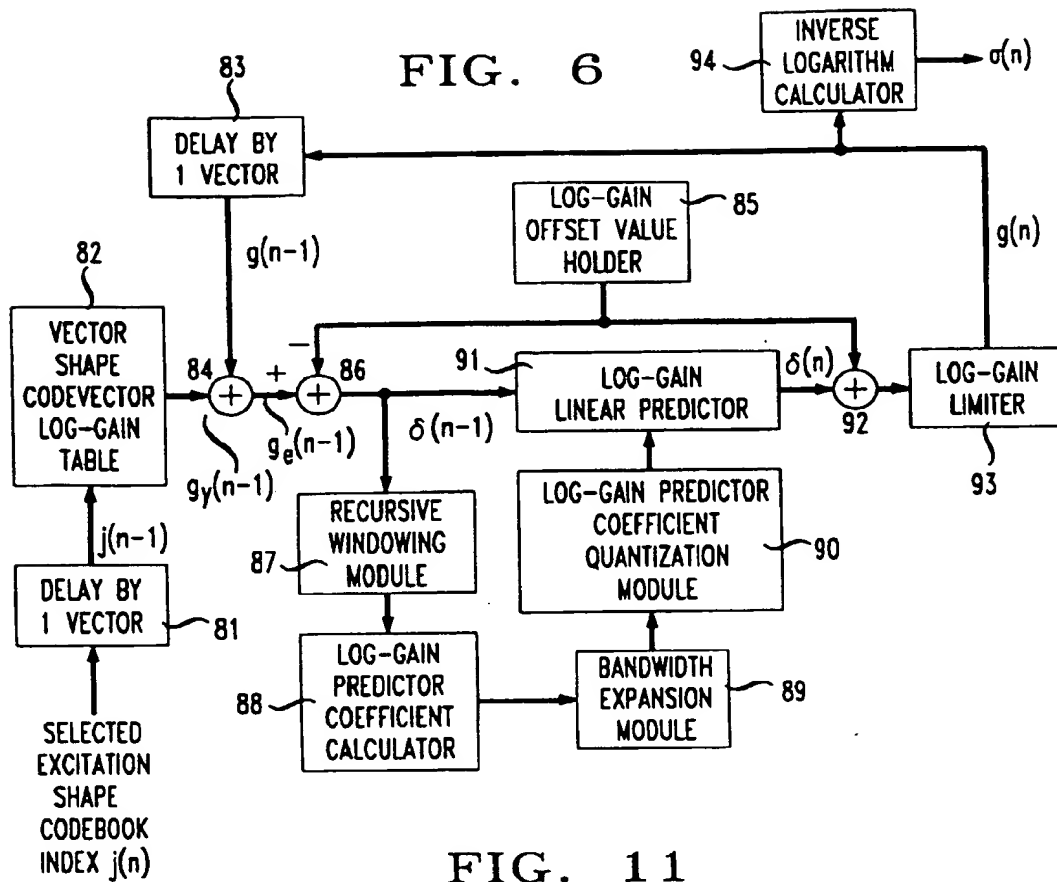 FIG. 6
94
INVERSE
LOGARITHM
CALCULATOR
σ(n)
83
DELAY BY
1 VECTOR
LOG-GAIN
OFFSET VALUE
HOLDER
85
g(n-1)
g(n)
82
VECTOR
SHAPE
CODEVECTOR
LOG-GAIN
TABLE
84
+
+
−
+
86
gₑ(n-1)
g_y(n-1)
δ(n-1)
91
LOG-GAIN
LINEAR PREDICTOR
δ(n)
+
92
LOG-GAIN
LIMITER
93
j(n-1)
DELAY BY
1 VECTOR
81
RECURSIVE
WINDOWING
MODULE
87
LOG-GAIN PREDICTOR
COEFFICIENT
QUANTIZATION
MODULE
90
88
LOG-GAIN
PREDICTOR
COEFFICIENT
CALCULATOR
BANDWIDTH
EXPANSION
MODULE
89
SELECTED
EXCITATION
SHAPE
CODEBOOK
INDEX j(n)
FIG. 11